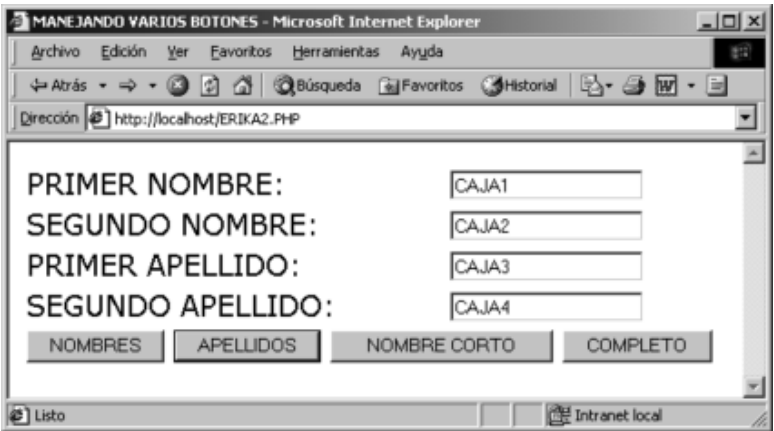 MANEJANDO VARIOS BOTONES - Microsoft Internet Explorer
Archivo Edición Ver Favoritos Herramientas Ayuda
Atrás Búsqueda Favoritos Historial
Dirección http://localhost/ERIKA2.PHP
PRIMER NOMBRE: CAJA1
SEGUNDO NOMBRE: CAJA2
PRIMER APELLIDO: CAJA3
SEGUNDO APELLIDO: CAJA4
NOMBRES APELLIDOS NOMBRE CORTO COMPLETO
Listo Intranet local